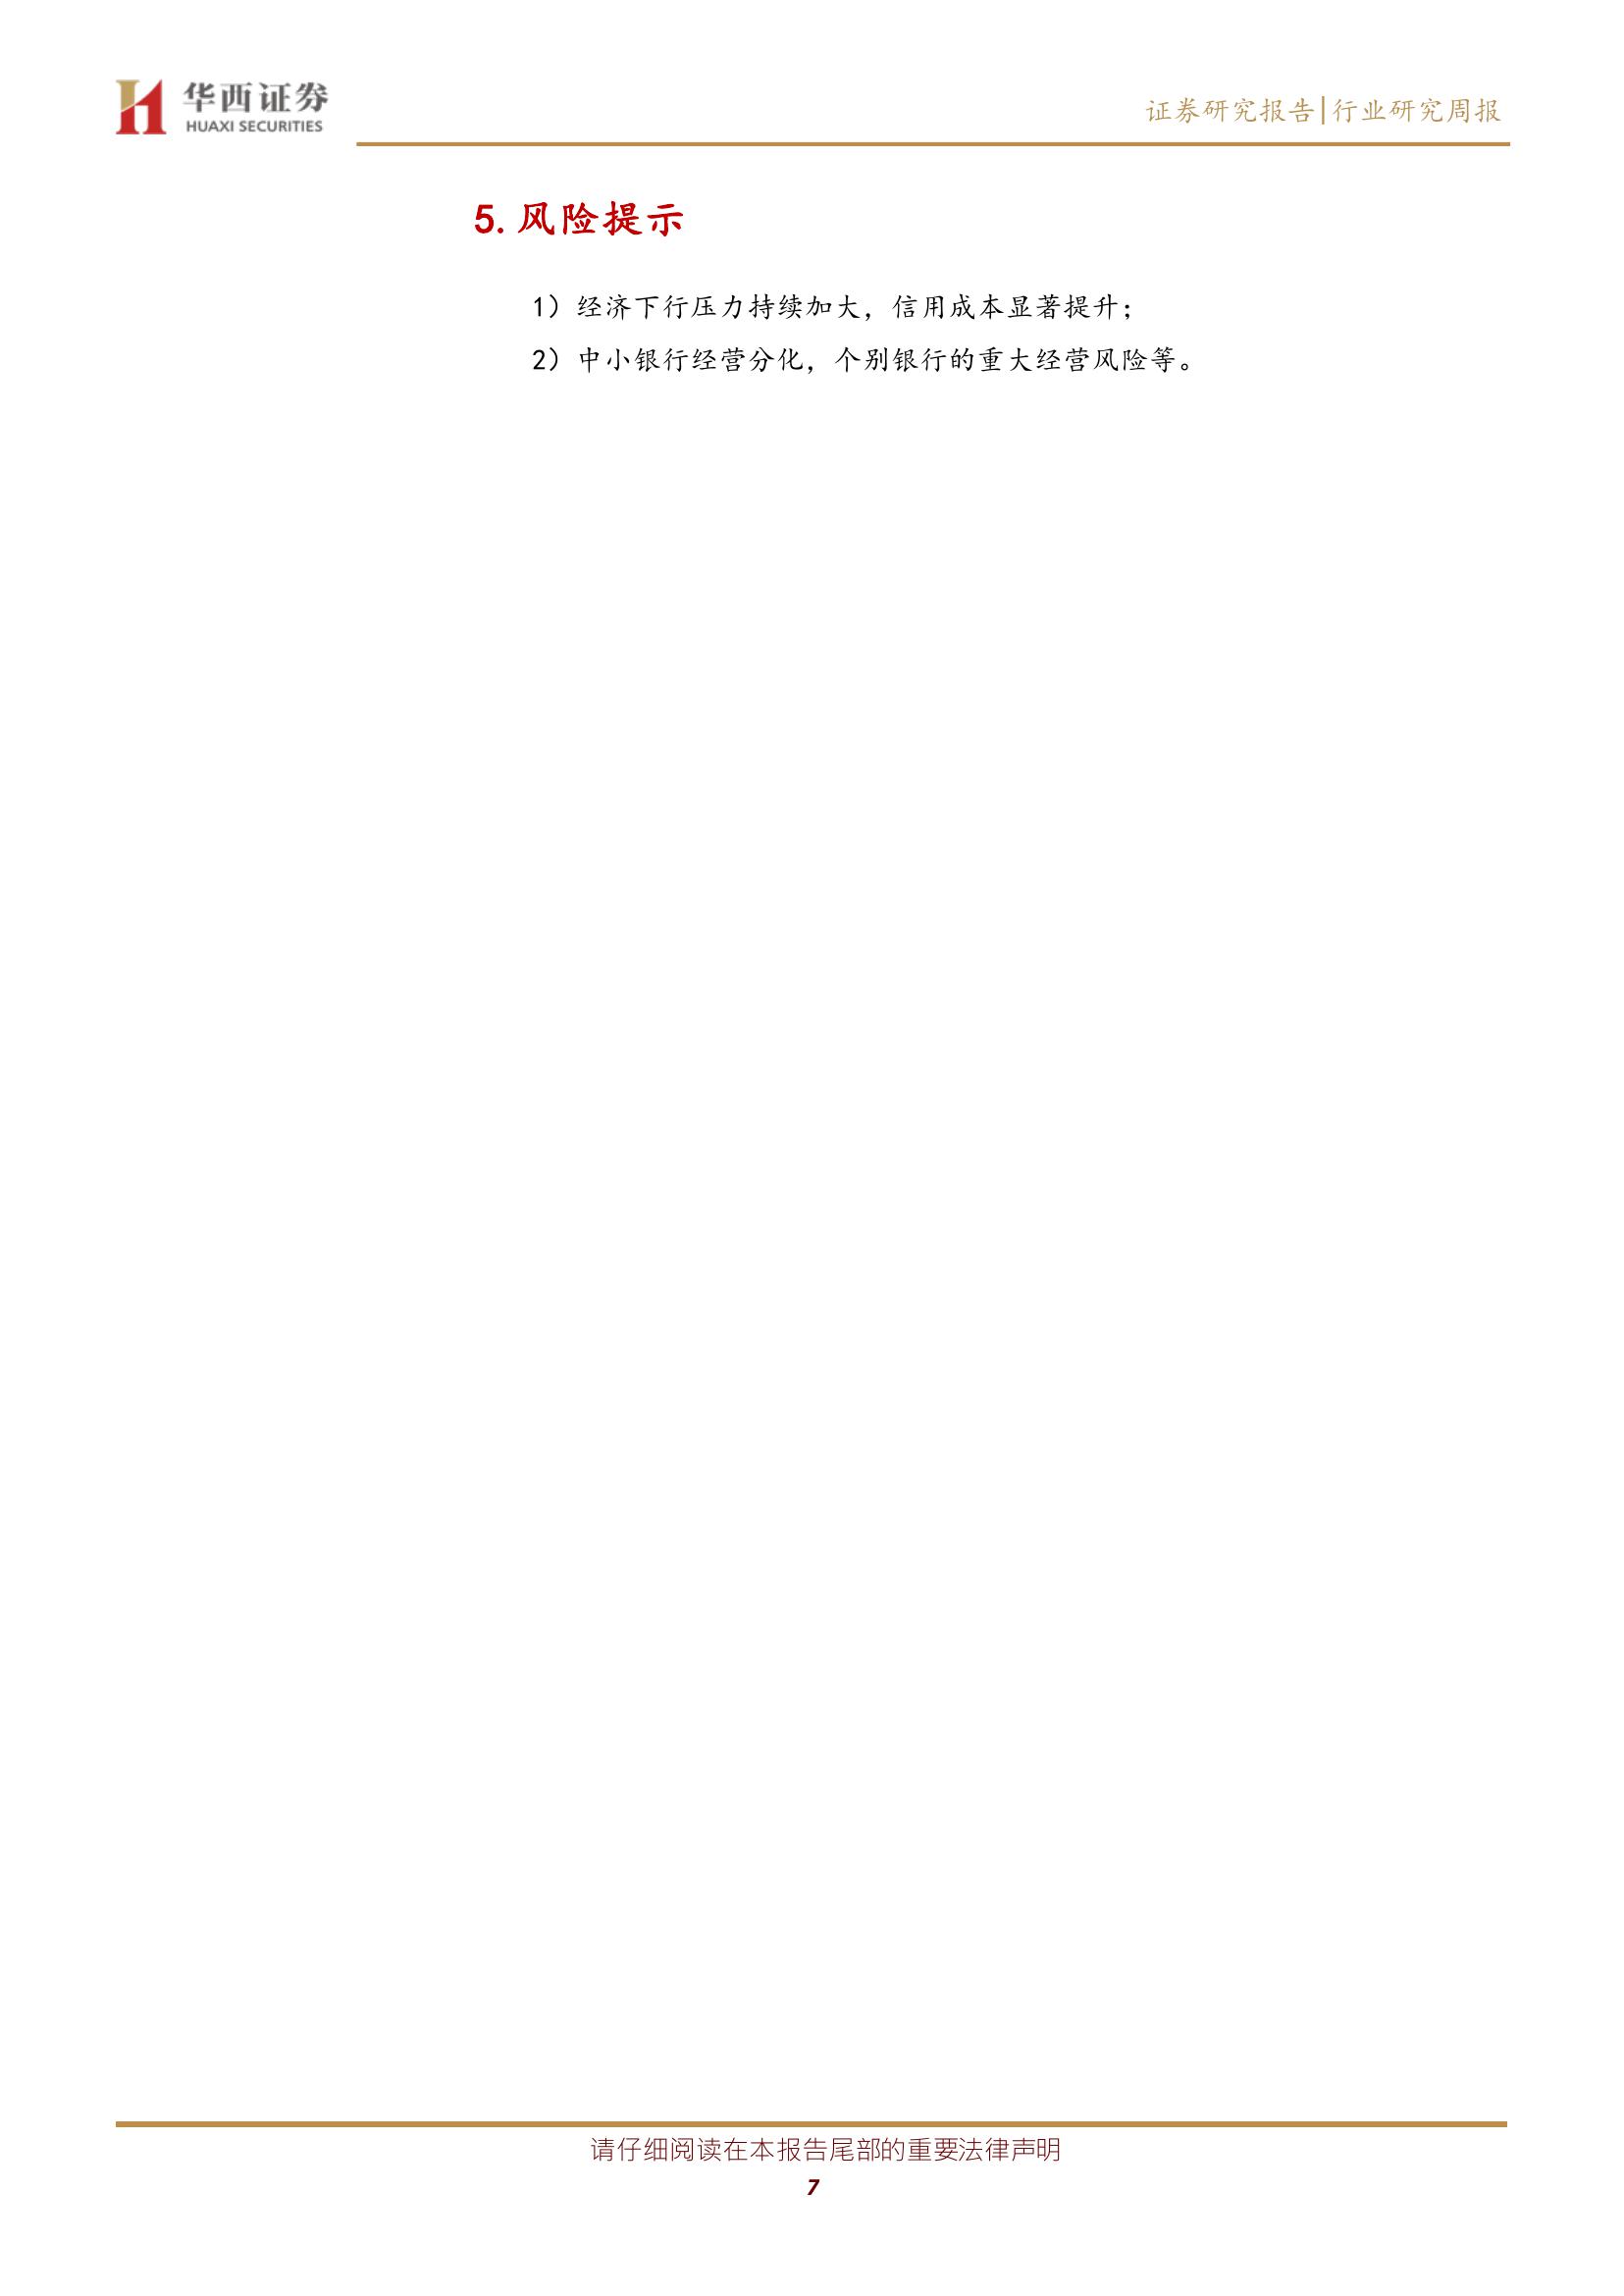 华西证券
HUAXI SECURITIES
证券研究报告|行业研究周报
5.风险提示
1）经济下行压力持续加大，信用成本显著提升；
2）中小银行经营分化，个别银行的重大经营风险等。
请仔细阅读在本报告尾部的重要法律声明
7